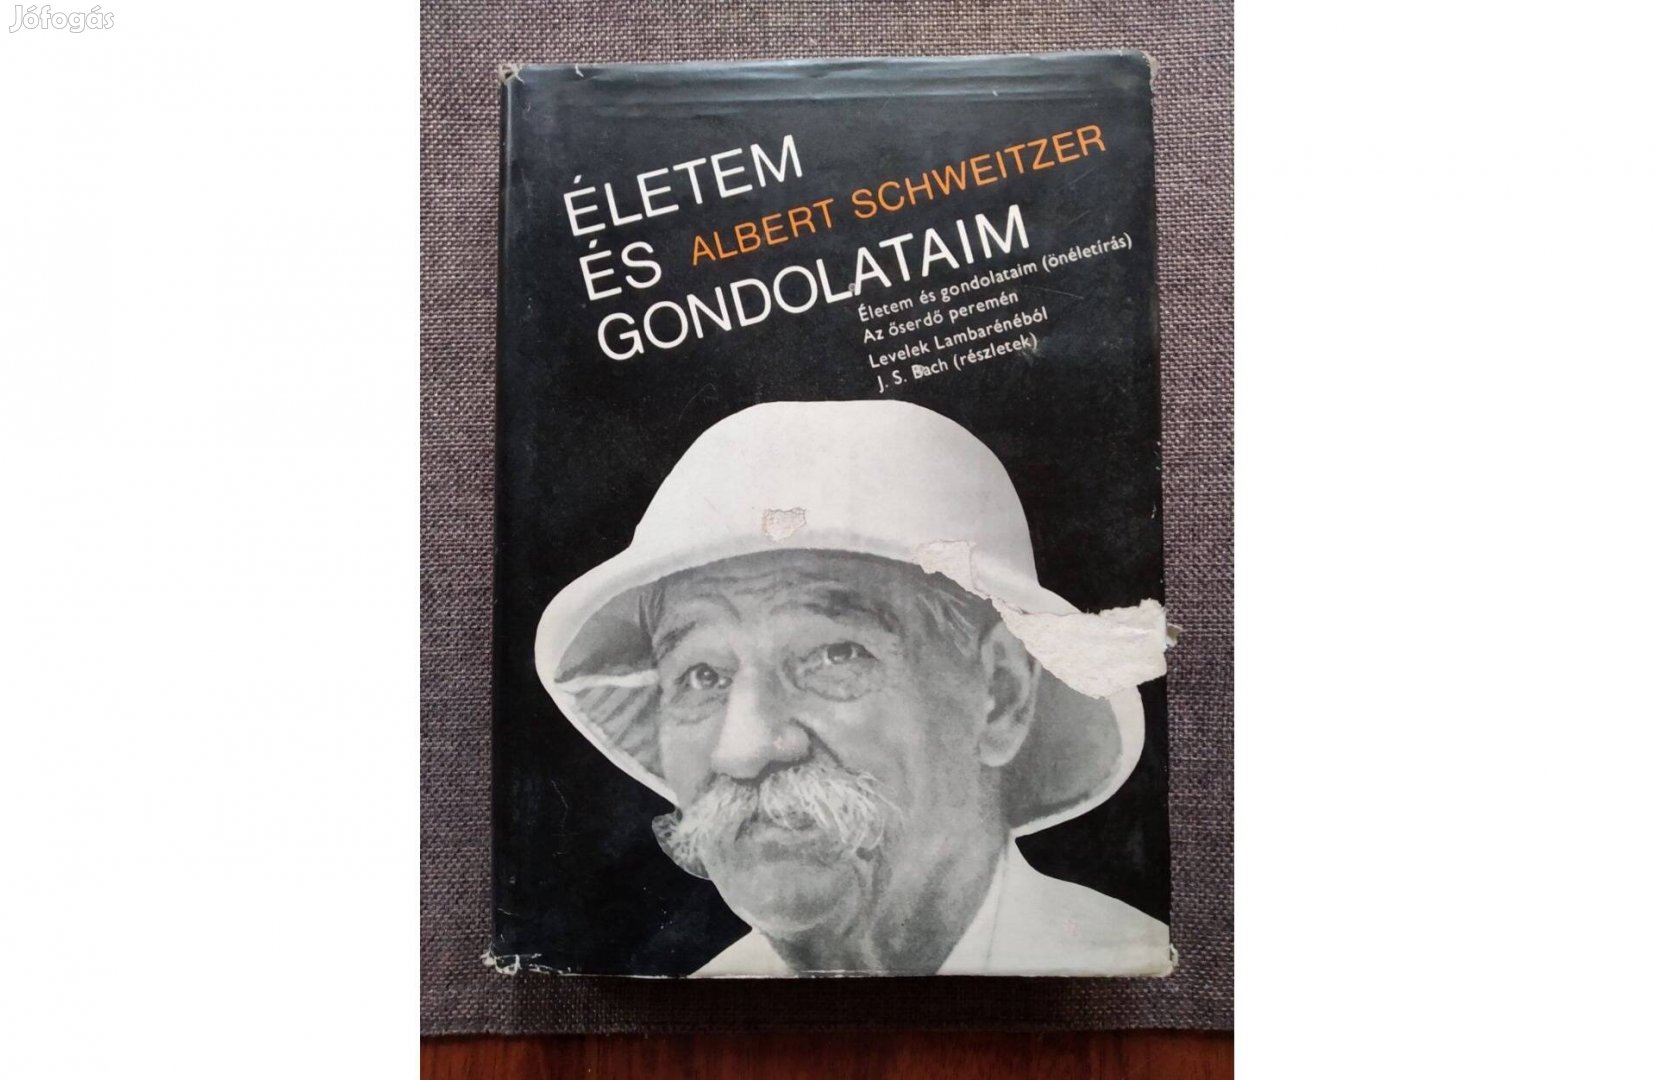 Jófogás
ÉLETEM
ALBERT SCHWEITZER
ÉS
GONDOLATAIM
Életem és gondolataim (önéletírás)
Az őserdő peremén
Levelek Lambarénéből
J. S. Bach (részletek)